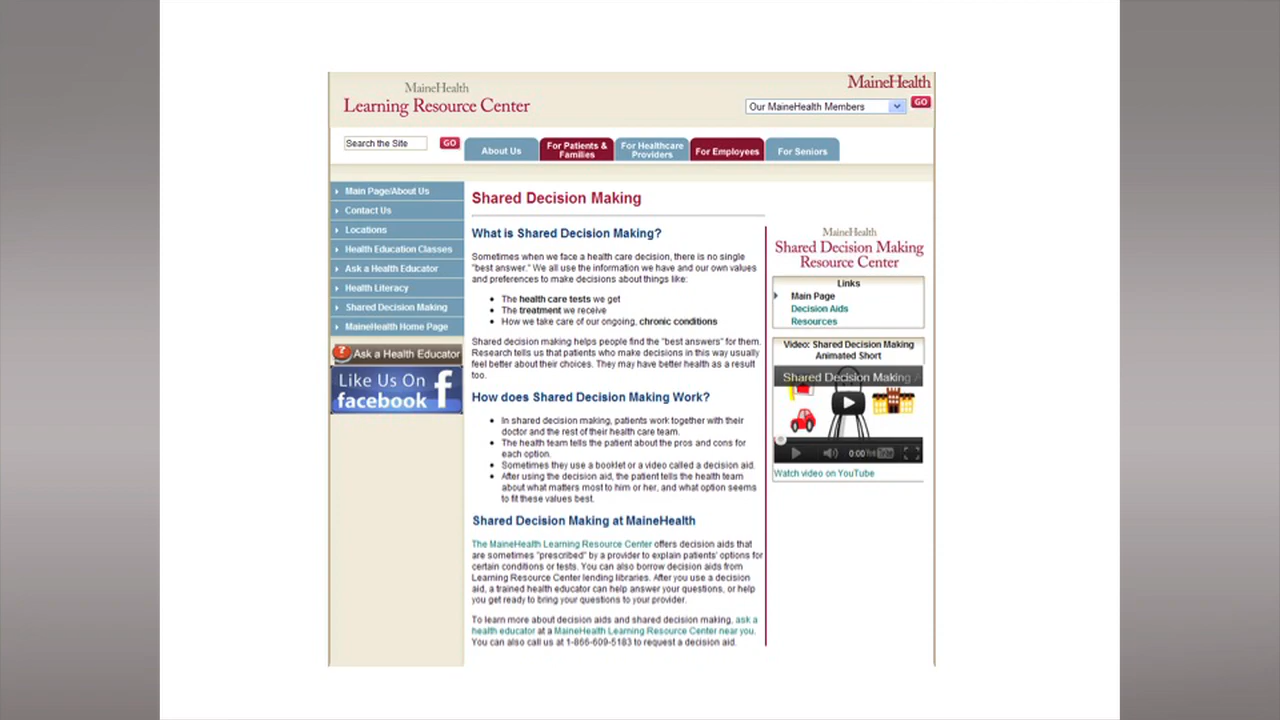 MaineHealth
Learning Resource Center
MaineHealth
Our MaineHealth Members
GO
Search the Site
GO
About Us
For Patients &
Families
For Healthcare
Providers
For Employees
For Seniors
Main Page/About Us
Contact Us
Locations
Health Education Classes
Ask a Health Educator
Health Literacy
Shared Decision Making
MaineHealth Home Page
? Ask a Health Educator
Like Us On
facebook f
Shared Decision Making
What is Shared Decision Making?
Sometimes when we face a health care decision, there is no single
"best answer." We all use the information we have and our own values
and preferences to make decisions about things like:
• The health care tests we get
• The treatment we receive
• How we take care of our ongoing, chronic conditions
Shared decision making helps people find the "best answers" for them.
Research tells us that patients who make decisions in this way usually
feel better about their choices. They may have better health as a result
too.
How does Shared Decision Making Work?
• In shared decision making, patients work together with their
doctor and the rest of their health care team.
• The health team tells the patient about the pros and cons for
each option.
• Sometimes they use a booklet or a video called a decision aid.
• After using the decision aid, the patient tells the health team
about what matters most to him or her, and what option seems
to fit these values best.
Shared Decision Making at MaineHealth
The MaineHealth Learning Resource Center offers decision aids that
are sometimes "prescribed" by a provider to explain patients' options for
certain conditions or tests. You can also borrow decision aids from
Learning Resource Center lending libraries. After you use a decision
aid, a trained health educator can help answer your questions, or help
you get ready to bring your questions to your provider.
To learn more about decision aids and shared decision making, ask a
health educator at a MaineHealth Learning Resource Center near you.
You can also call us at 1-866-609-5183 to request a decision aid.
MaineHealth
Shared Decision Making
Resource Center
Links
Main Page
Decision Aids
Resources
Video: Shared Decision Making
Animated Short
Shared Decision Making
0:00
Watch video on YouTube